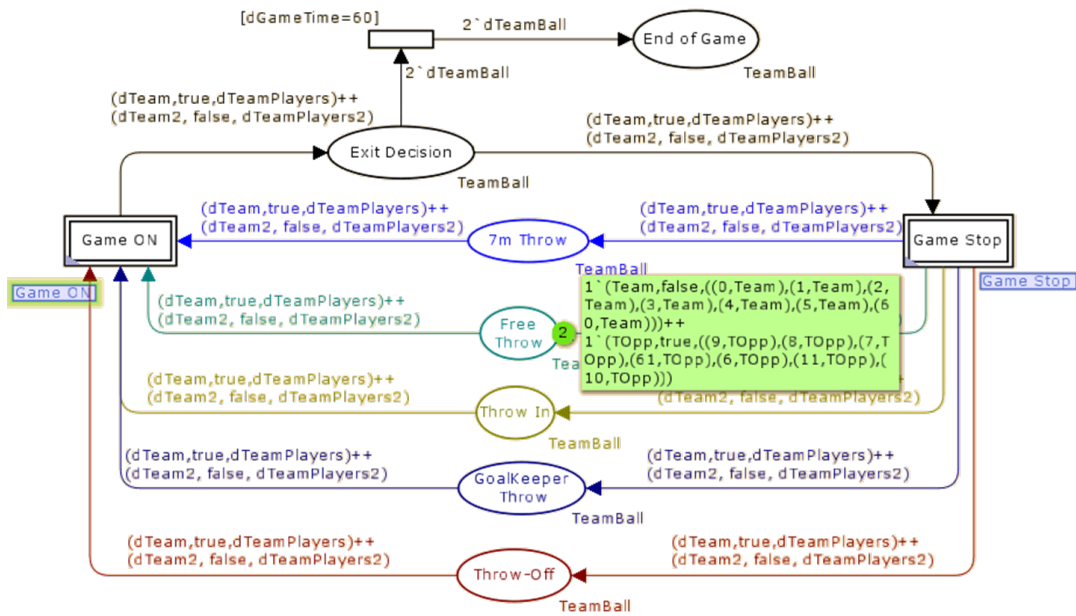 [dGameTime=60]
2`dTeamBall
End of Game
TeamBall
2`dTeamBall
(dTeam,true,dTeamPlayers)++
(dTeam2, false, dTeamPlayers2)
(dTeam,true,dTeamPlayers)++
(dTeam2, false, dTeamPlayers2)
Exit Decision
TeamBall
(dTeam,true,dTeamPlayers)++
(dTeam2, false, dTeamPlayers2)
(dTeam,true,dTeamPlayers)++
(dTeam2, false, dTeamPlayers2)
Game ON
7m Throw
Game Stop
TeamBall
Game ON
Game Stop
(dTeam,true,dTeamPlayers)++
(dTeam2, false, dTeamPlayers2)
Free
Throw
2
1`(Team,false,((0,Team),(1,Team),(2,
Team),(3,Team),(4,Team),(5,Team),(6
0,Team)))++
1`(TOpp,true,((9,TOpp),(8,TOpp),(7,T
Opp),(61,TOpp),(6,TOpp),(11,TOpp),(
10,TOpp)))
(dTeam,true,dTeamPlayers)++
(dTeam2, false, dTeamPlayers2)
Throw In
(dTeam2, false, dTeamPlayers2)
TeamBall
(dTeam,true,dTeamPlayers)++
(dTeam2, false, dTeamPlayers2)
GoalKeeper
Throw
(dTeam,true,dTeamPlayers)++
(dTeam2, false, dTeamPlayers2)
TeamBall
(dTeam,true,dTeamPlayers)++
(dTeam2, false, dTeamPlayers2)
Throw-Off
(dTeam,true,dTeamPlayers)++
(dTeam2, false, dTeamPlayers2)
TeamBall